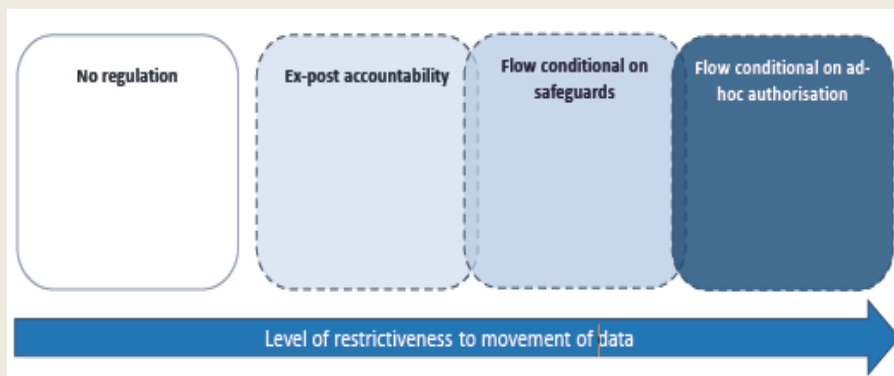 No regulation
Ex-post accountability
Flow conditional on
safeguards
Flow conditional on ad-
hoc authorisation
Level of restrictiveness to movement of data